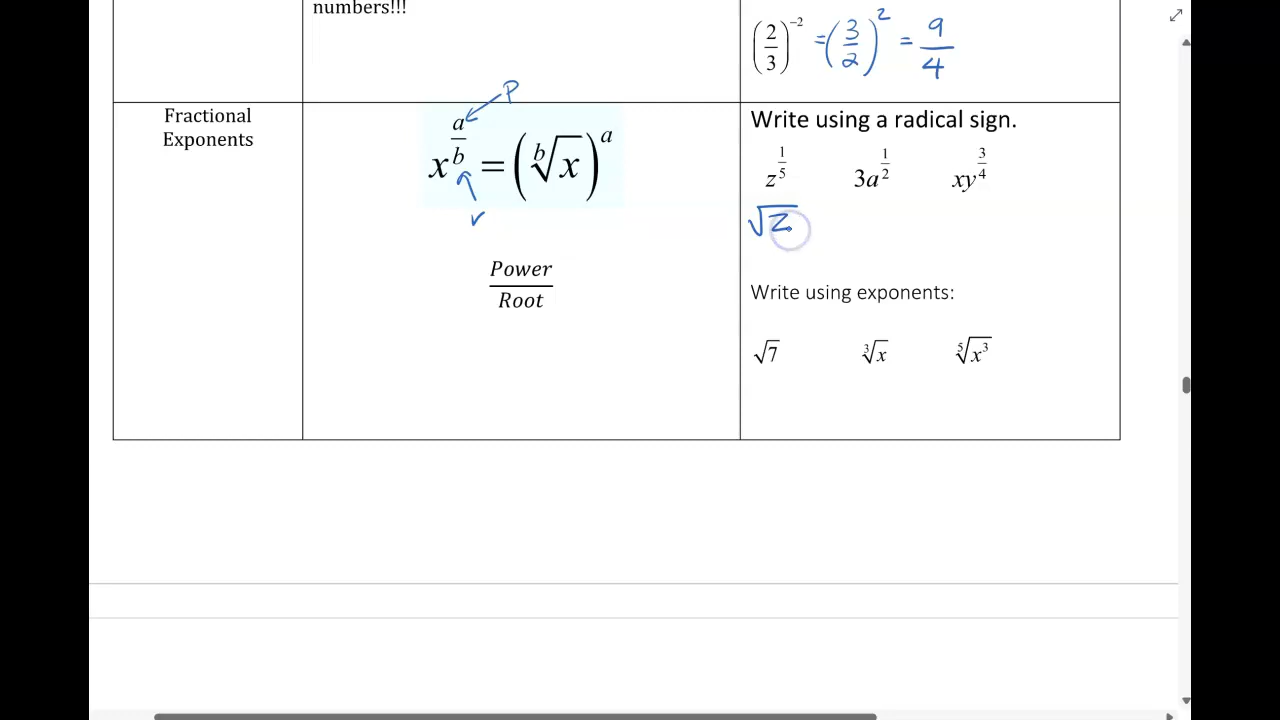 numbers!!!
(2/3)^−2 = (3/2)^2 = 9/4
Fractional
Exponents
P
x^(a/b) = (ᵇ√x)^a
r
Power
Root
Write using a radical sign.
z^(1/5) 3a^(1/2) xy^(3/4)
√z
Write using exponents:
√7 ³√x ⁵√x³